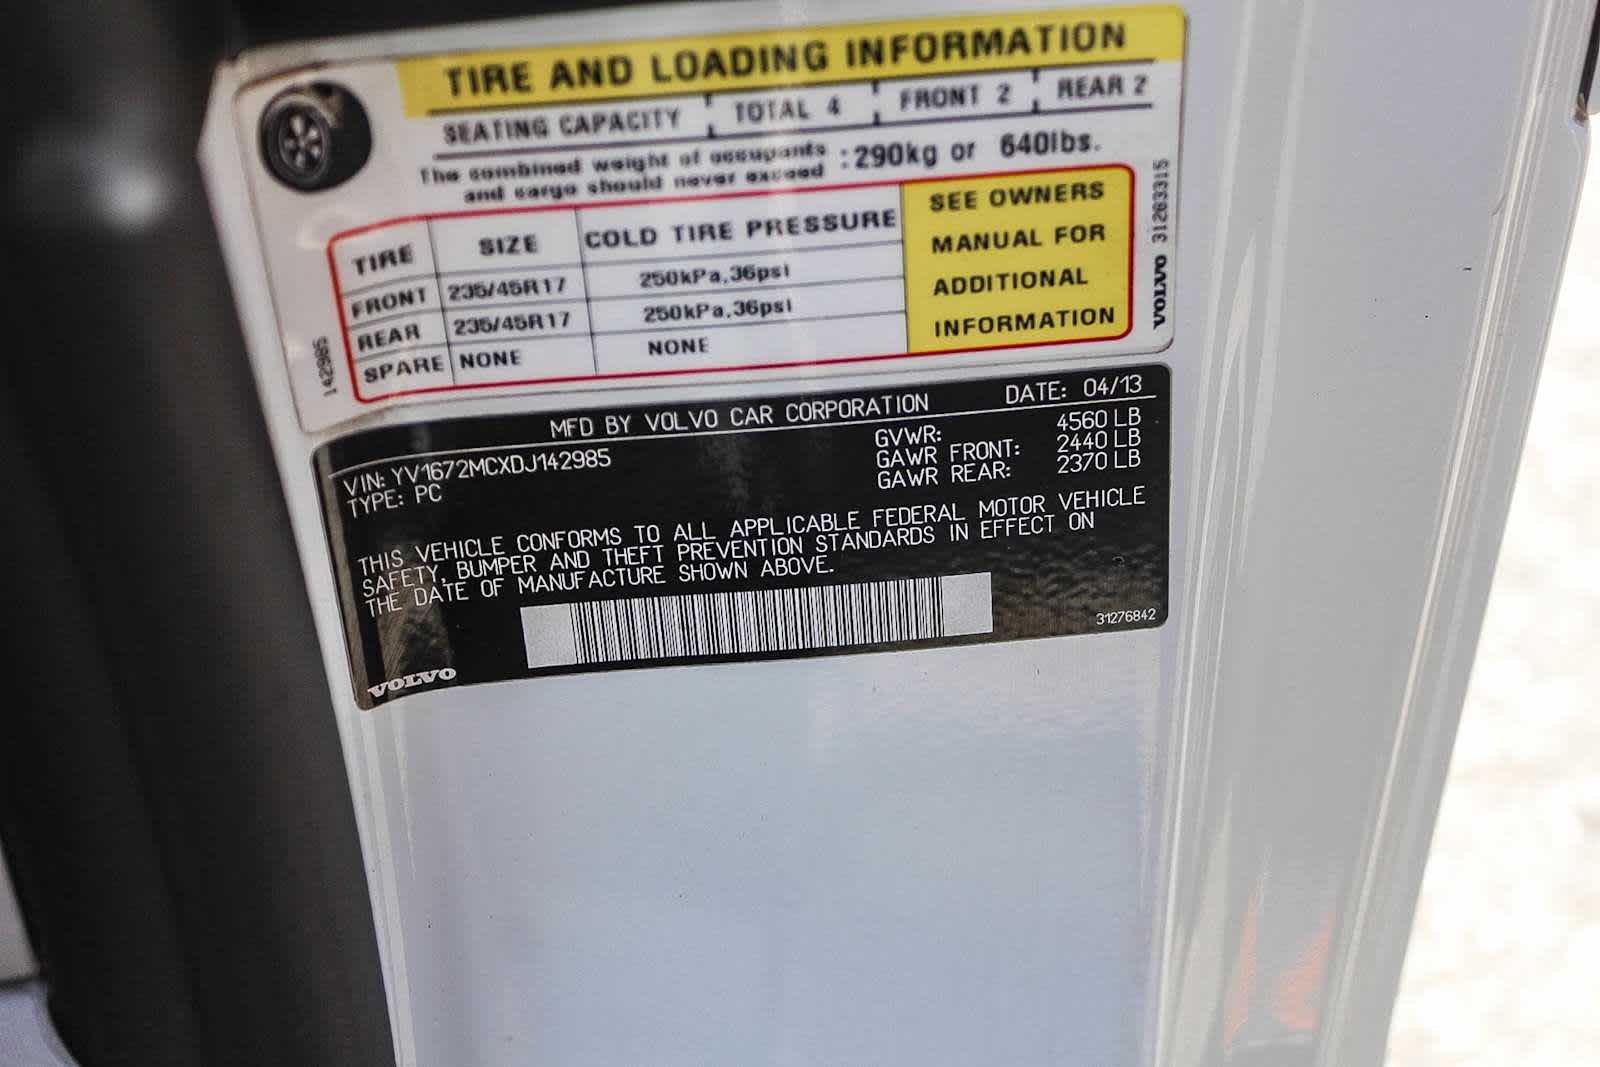 TIRE AND LOADING INFORMATION
SEATING CAPACITY TOTAL 4 FRONT 2 REAR 2
The combined weight of occupants
and cargo should never exceed : 290kg or 640lbs.
TIRE SIZE COLD TIRE PRESSURE
FRONT 235/45R17 250kPa,36psi
REAR 235/45R17 250kPa,36psi
SPARE NONE NONE
SEE OWNERS
MANUAL FOR
ADDITIONAL
INFORMATION
VOLVO 31263315
142985
MFD BY VOLVO CAR CORPORATION DATE: 04/13
VIN: YV1672MCXDJ142985
TYPE: PC
GVWR: 4560 LB
GAWR FRONT: 2440 LB
GAWR REAR: 2370 LB
THIS VEHICLE CONFORMS TO ALL APPLICABLE FEDERAL MOTOR VEHICLE
SAFETY, BUMPER AND THEFT PREVENTION STANDARDS IN EFFECT ON
THE DATE OF MANUFACTURE SHOWN ABOVE.
31276842
VOLVO